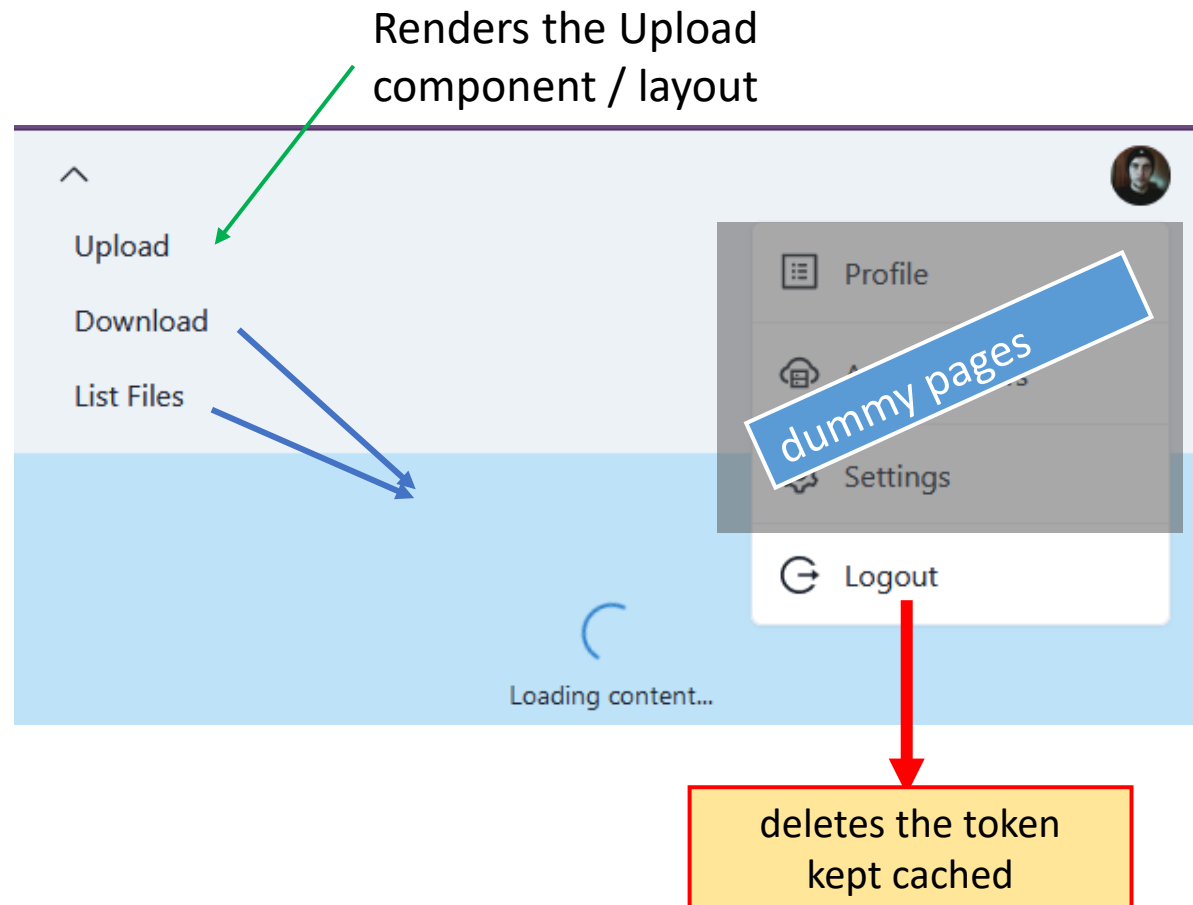 Renders the Upload
component / layout
Upload
Download
List Files
Profile
dummy pages
Settings
Logout
Loading content...
deletes the token
kept cached